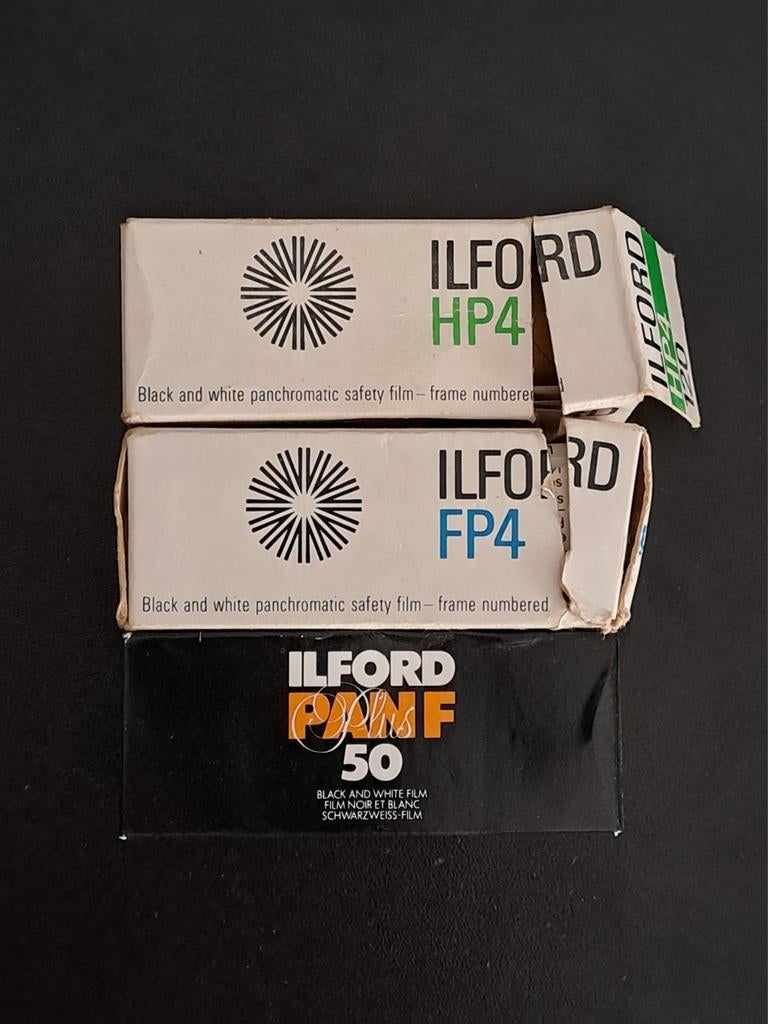 ILFORD
HP4
Black and white panchromatic safety film – frame numbered
ILFORD
HP4
120
ILFORD
FP4
Black and white panchromatic safety film – frame numbered
ILFORD
PAN F
Plus
50
BLACK AND WHITE FILM
FILM NOIR ET BLANC
SCHWARZWEISS-FILM